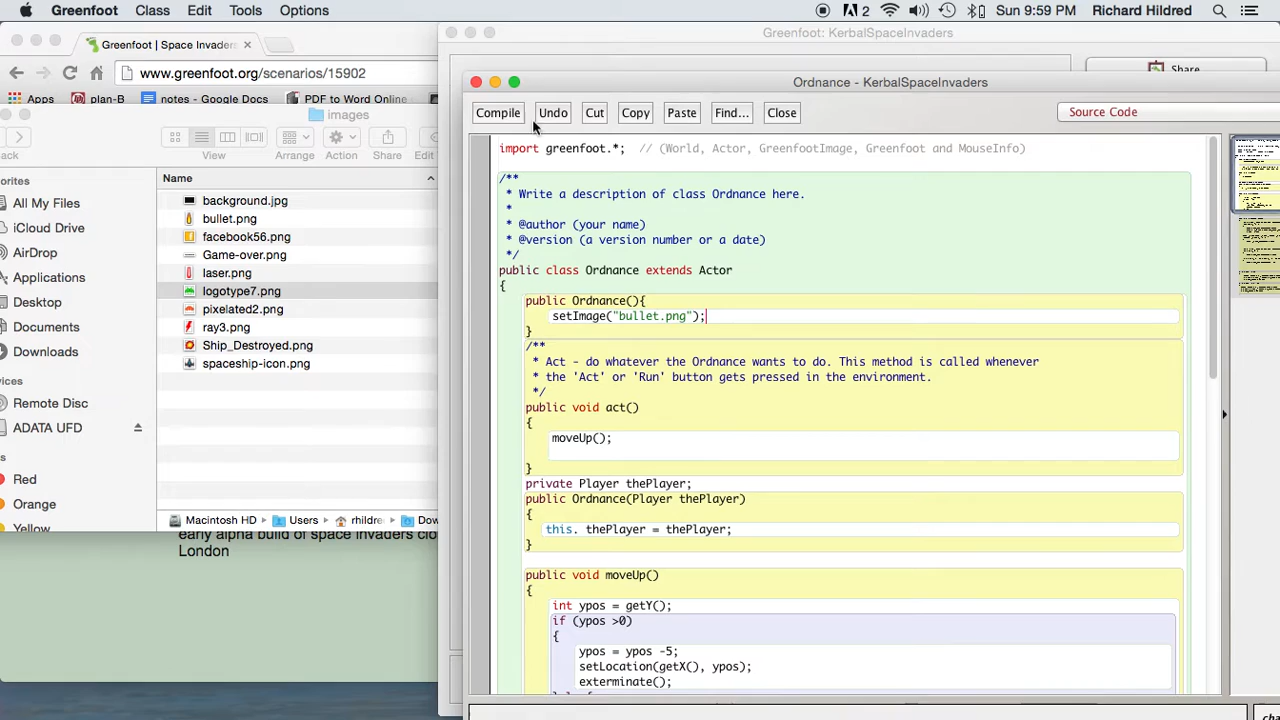 Greenfoot Class Edit Tools Options
2 Sun 9:59 PM Richard Hildred
Greenfoot | Space Invaders
www.greenfoot.org/scenarios/15902
Apps plan-B notes - Google Docs PDF to Word Online
images
View Arrange Action Share
Name
All My Files
iCloud Drive
AirDrop
Applications
Desktop
Documents
Downloads
Remote Disc
ADATA UFD
Red
Orange
Yellow
background.jpg
bullet.png
facebook56.png
Game-over.png
laser.png
logotype7.png
pixelated2.png
ray3.png
Ship_Destroyed.png
spaceship-icon.png
Macintosh HD Users rhildre Dow
early alpha build of space invaders clo
London
Greenfoot: KerbalSpaceInvaders
Share
Ordnance - KerbalSpaceInvaders
Compile Undo Cut Copy Paste Find... Close
Source Code
import greenfoot.*; // (World, Actor, GreenfootImage, Greenfoot and MouseInfo)
/**
* Write a description of class Ordnance here.
*
* @author (your name)
* @version (a version number or a date)
*/
public class Ordnance extends Actor
{
public Ordnance(){
setImage("bullet.png");
}
/**
* Act - do whatever the Ordnance wants to do. This method is called whenever
* the 'Act' or 'Run' button gets pressed in the environment.
*/
public void act()
{
moveUp();
}
private Player thePlayer;
public Ordnance(Player thePlayer)
{
this. thePlayer = thePlayer;
}
public void moveUp()
{
int ypos = getY();
if (ypos >0)
{
ypos = ypos -5;
setLocation(getX(), ypos);
exterminate();